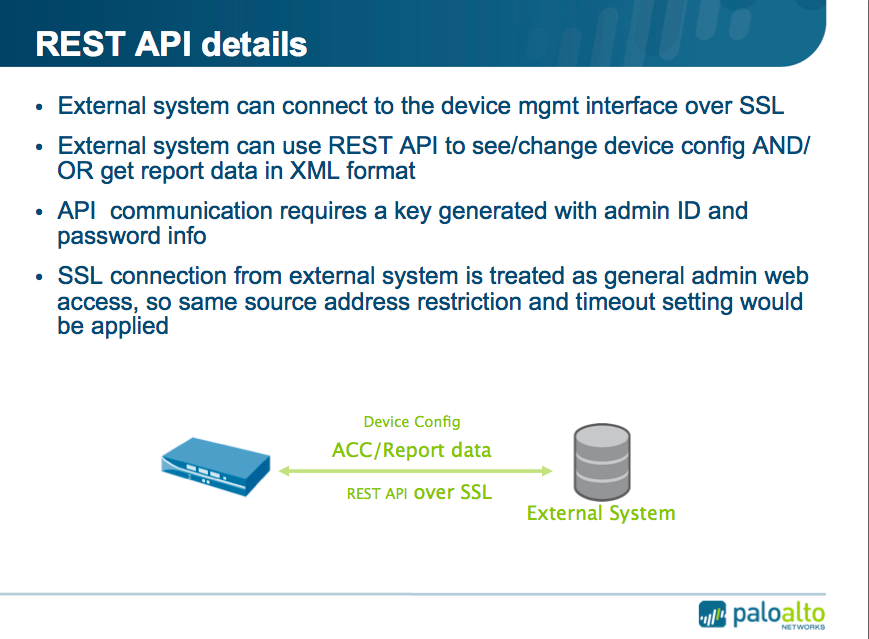 REST API details
• External system can connect to the device mgmt interface over SSL
• External system can use REST API to see/change device config AND/
OR get report data in XML format
• API  communication requires a key generated with admin ID and
password info
• SSL connection from external system is treated as general admin web
access, so same source address restriction and timeout setting would
be applied
Device Config
ACC/Report data
REST API over SSL
External System
paloalto
NETWORKS